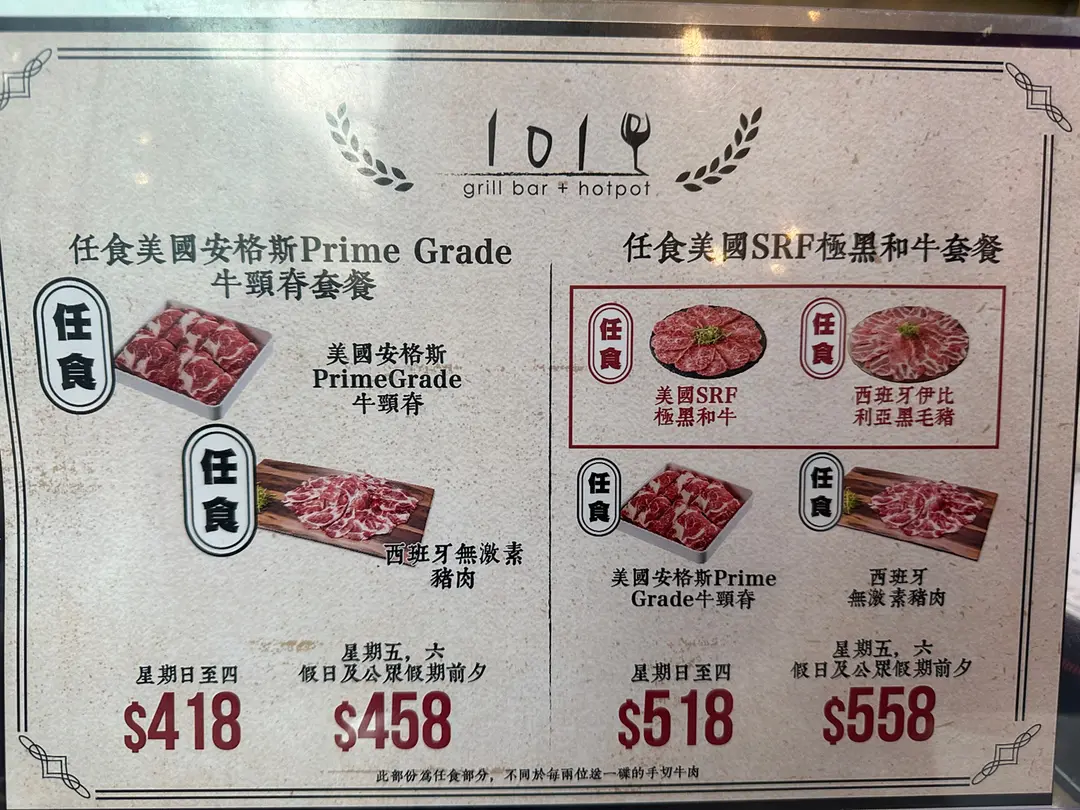 1019
grill bar + hotpot
任食美國安格斯Prime Grade
牛頸脊套餐
任食
美國安格斯
PrimeGrade
牛頸脊
任食
西班牙無激素
豬肉
星期日至四
$418
星期五，六
假日及公眾假期前夕
$458
任食美國SRF極黑和牛套餐
任食
美國SRF
極黑和牛
任食
西班牙伊比
利亞黑毛豬
任食
美國安格斯Prime
Grade牛頸脊
任食
西班牙
無激素豬肉
星期日至四
$518
星期五，六
假日及公眾假期前夕
$558
此部份為任食部分，不同於每兩位送一碟的手切牛肉